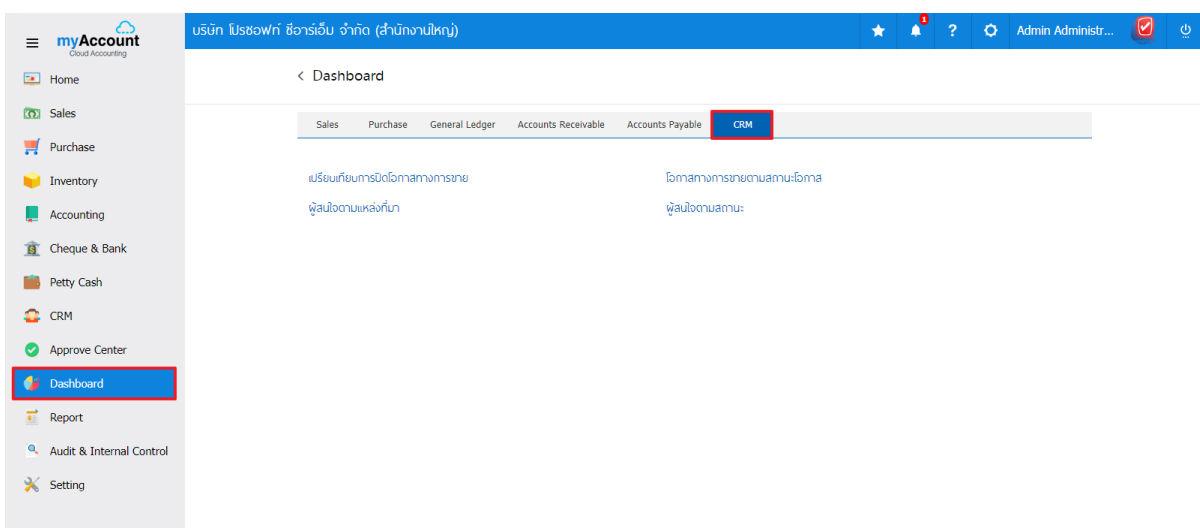 myAccount
Cloud Accounting
บริษัท โปรซอฟท์ ซีอาร์เอ็ม จำกัด (สำนักงานใหญ่)
1
?
Admin Administr...
Home
Sales
Purchase
Inventory
Accounting
Cheque & Bank
Petty Cash
CRM
Approve Center
Dashboard
Report
Audit & Internal Control
Setting
< Dashboard
Sales Purchase General Ledger Accounts Receivable Accounts Payable CRM
เปรียบเทียบการปิดโอกาสทางการขาย โอกาสทางการขายตามสถานะโอกาส
ผู้สนใจตามแหล่งที่มา ผู้สนใจตามสถานะ